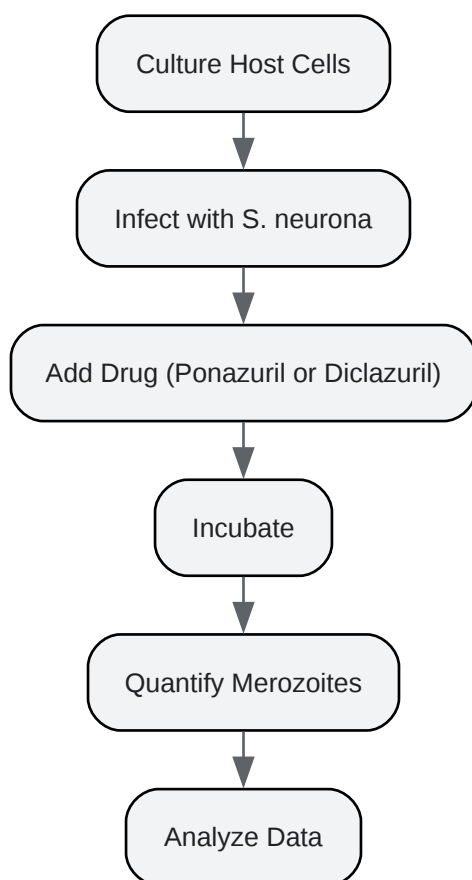 Culture Host Cells
Infect with S. neurona
Add Drug (Ponazuril or Diclazuril)
Incubate
Quantify Merozoites
Analyze Data